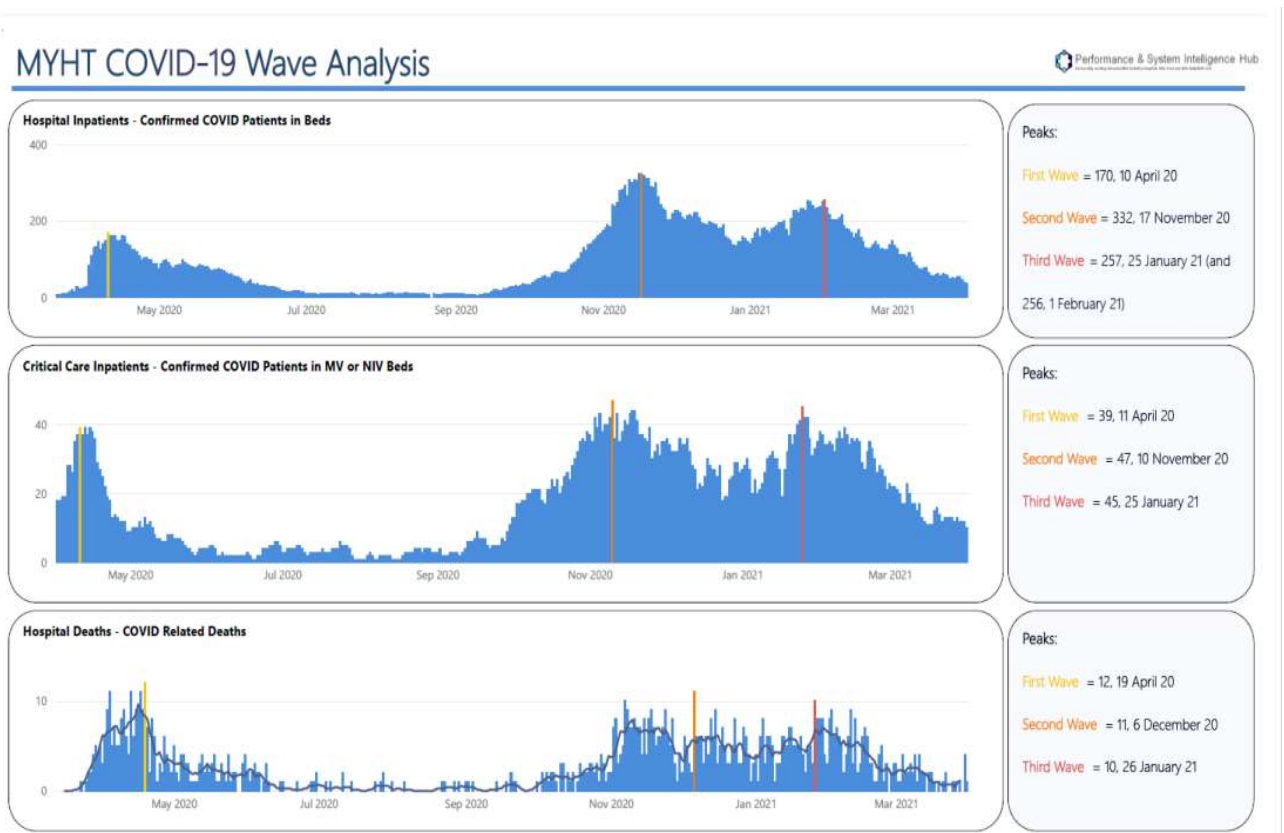 MYHT COVID-19 Wave Analysis
Performance & System Intelligence Hub
Hospital Inpatients - Confirmed COVID Patients in Beds
400
200
0
May 2020 Jul 2020 Sep 2020 Nov 2020 Jan 2021 Mar 2021
Peaks:
First Wave = 170, 10 April 20
Second Wave = 332, 17 November 20
Third Wave = 257, 25 January 21 (and
256, 1 February 21)
Critical Care Inpatients - Confirmed COVID Patients in MV or NIV Beds
40
20
0
May 2020 Jul 2020 Sep 2020 Nov 2020 Jan 2021 Mar 2021
Peaks:
First Wave = 39, 11 April 20
Second Wave = 47, 10 November 20
Third Wave = 45, 25 January 21
Hospital Deaths - COVID Related Deaths
10
0
May 2020 Jul 2020 Sep 2020 Nov 2020 Jan 2021 Mar 2021
Peaks:
First Wave = 12, 19 April 20
Second Wave = 11, 6 December 20
Third Wave = 10, 26 January 21